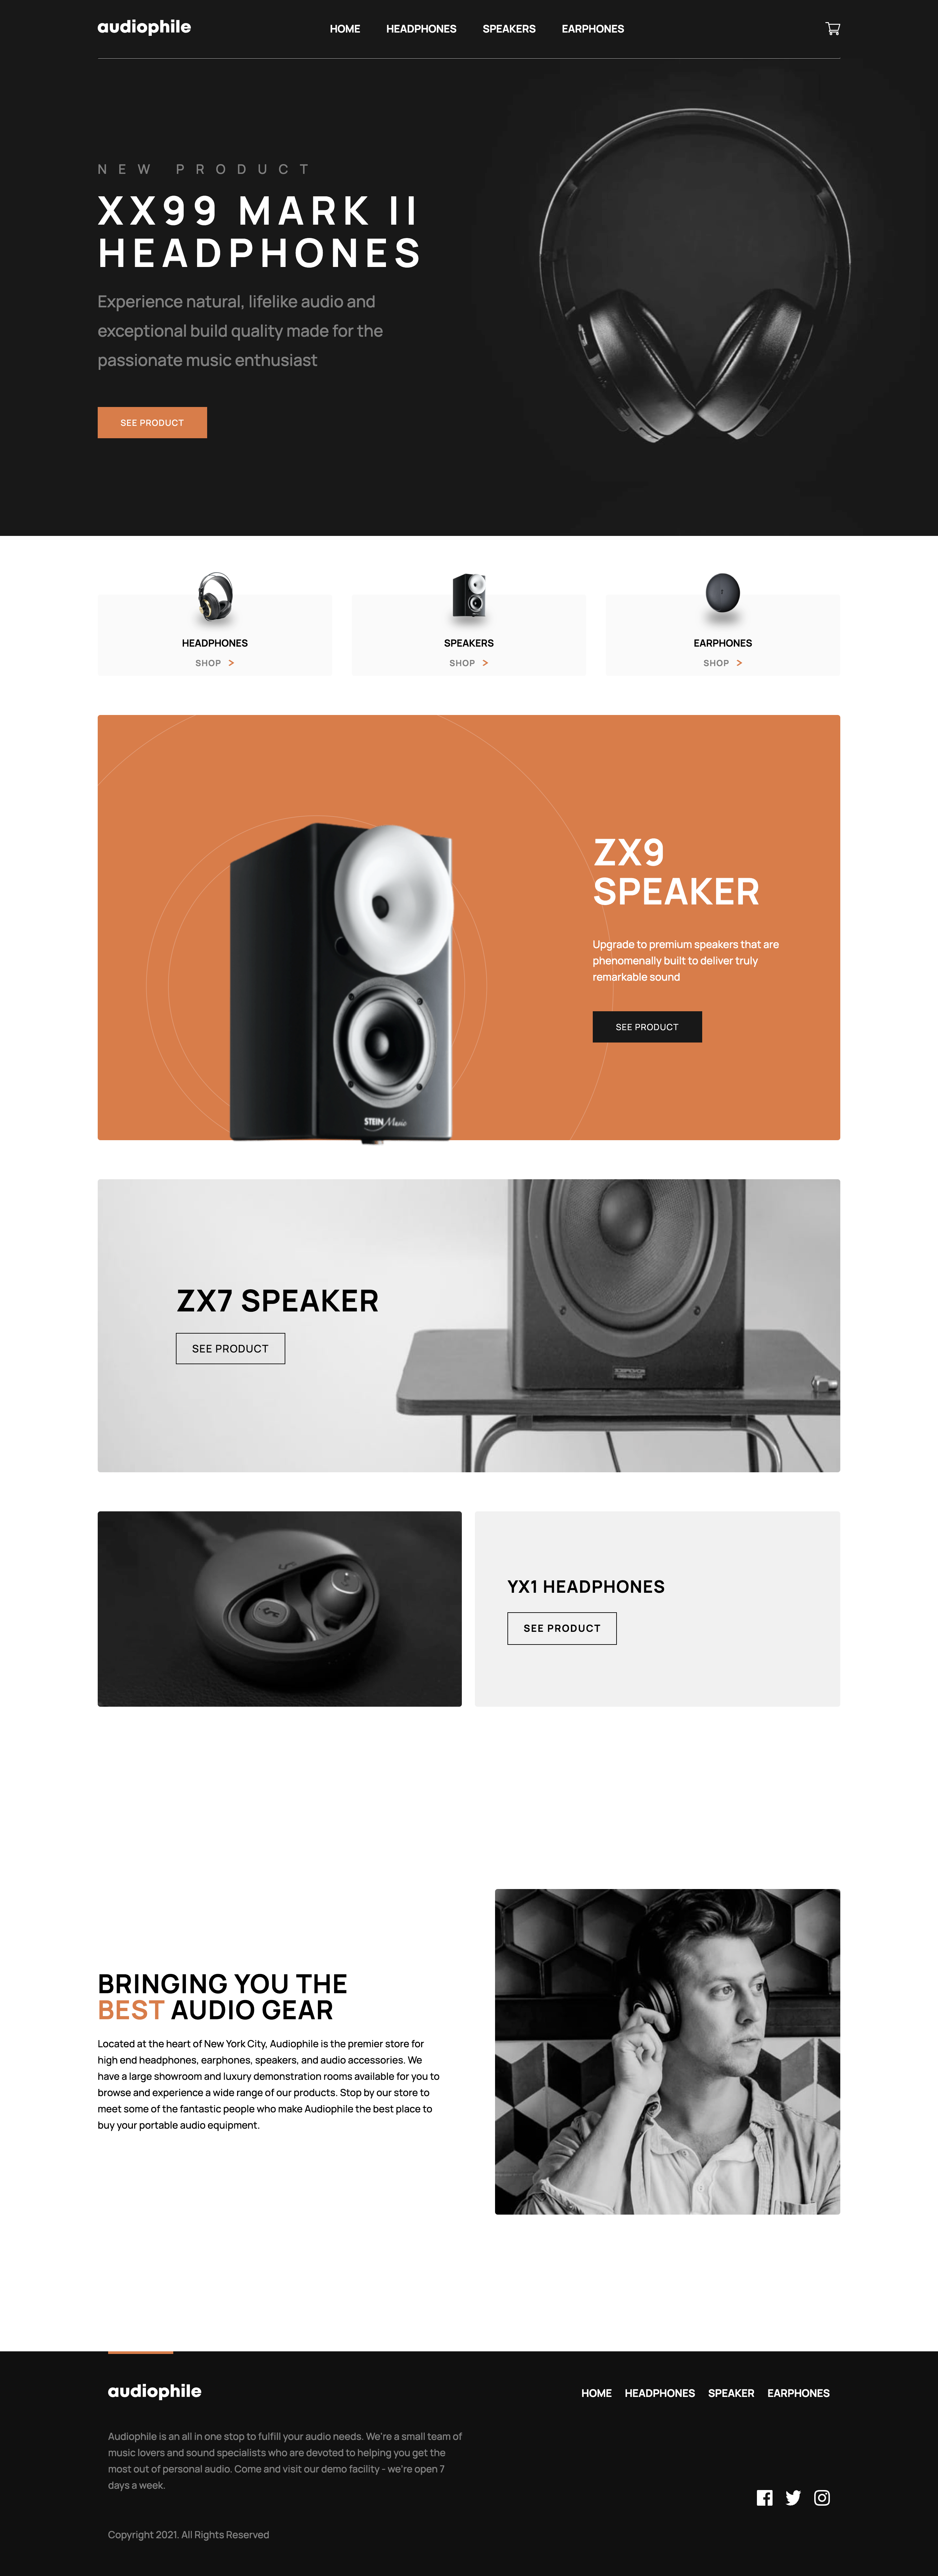 audiophile
HOME HEADPHONES SPEAKERS EARPHONES
NEW PRODUCT
XX99 MARK II
HEADPHONES
Experience natural, lifelike audio and
exceptional build quality made for the
passionate music enthusiast
SEE PRODUCT
HEADPHONES
SHOP >
SPEAKERS
SHOP >
EARPHONES
SHOP >
ZX9
SPEAKER
Upgrade to premium speakers that are
phenomenally built to deliver truly
remarkable sound
SEE PRODUCT
STEIN Music
ZX7 SPEAKER
SEE PRODUCT
YX1 HEADPHONES
SEE PRODUCT
BRINGING YOU THE
BEST AUDIO GEAR
Located at the heart of New York City, Audiophile is the premier store for
high end headphones, earphones, speakers, and audio accessories. We
have a large showroom and luxury demonstration rooms available for you to
browse and experience a wide range of our products. Stop by our store to
meet some of the fantastic people who make Audiophile the best place to
buy your portable audio equipment.
audiophile
HOME HEADPHONES SPEAKER EARPHONES
Audiophile is an all in one stop to fulfill your audio needs. We're a small team of
music lovers and sound specialists who are devoted to helping you get the
most out of personal audio. Come and visit our demo facility - we're open 7
days a week.
Copyright 2021. All Rights Reserved